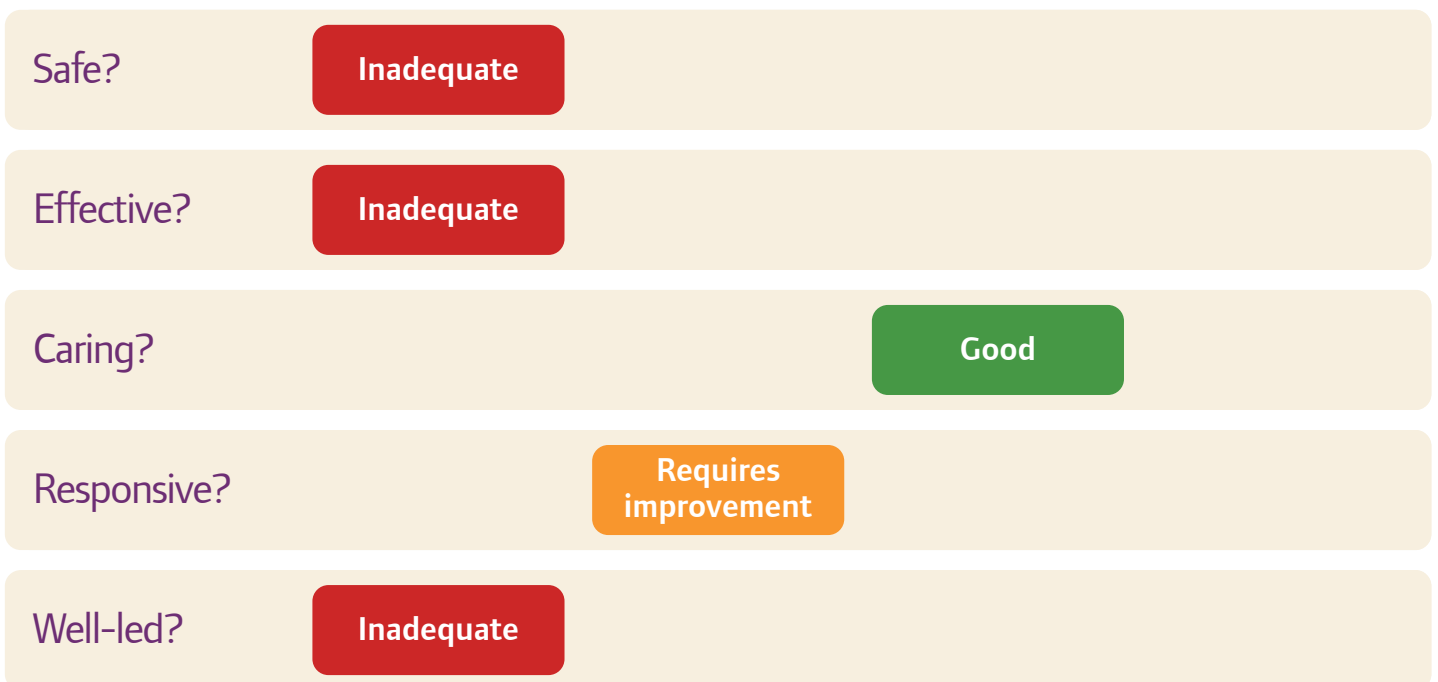 Safe?
Inadequate
Effective?
Inadequate
Caring?
Good
Responsive?
Requires
improvement
Well-led?
Inadequate